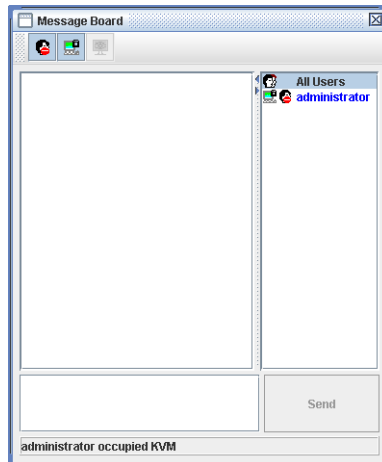 Message Board
All Users
administrator
Send
administrator occupied KVM